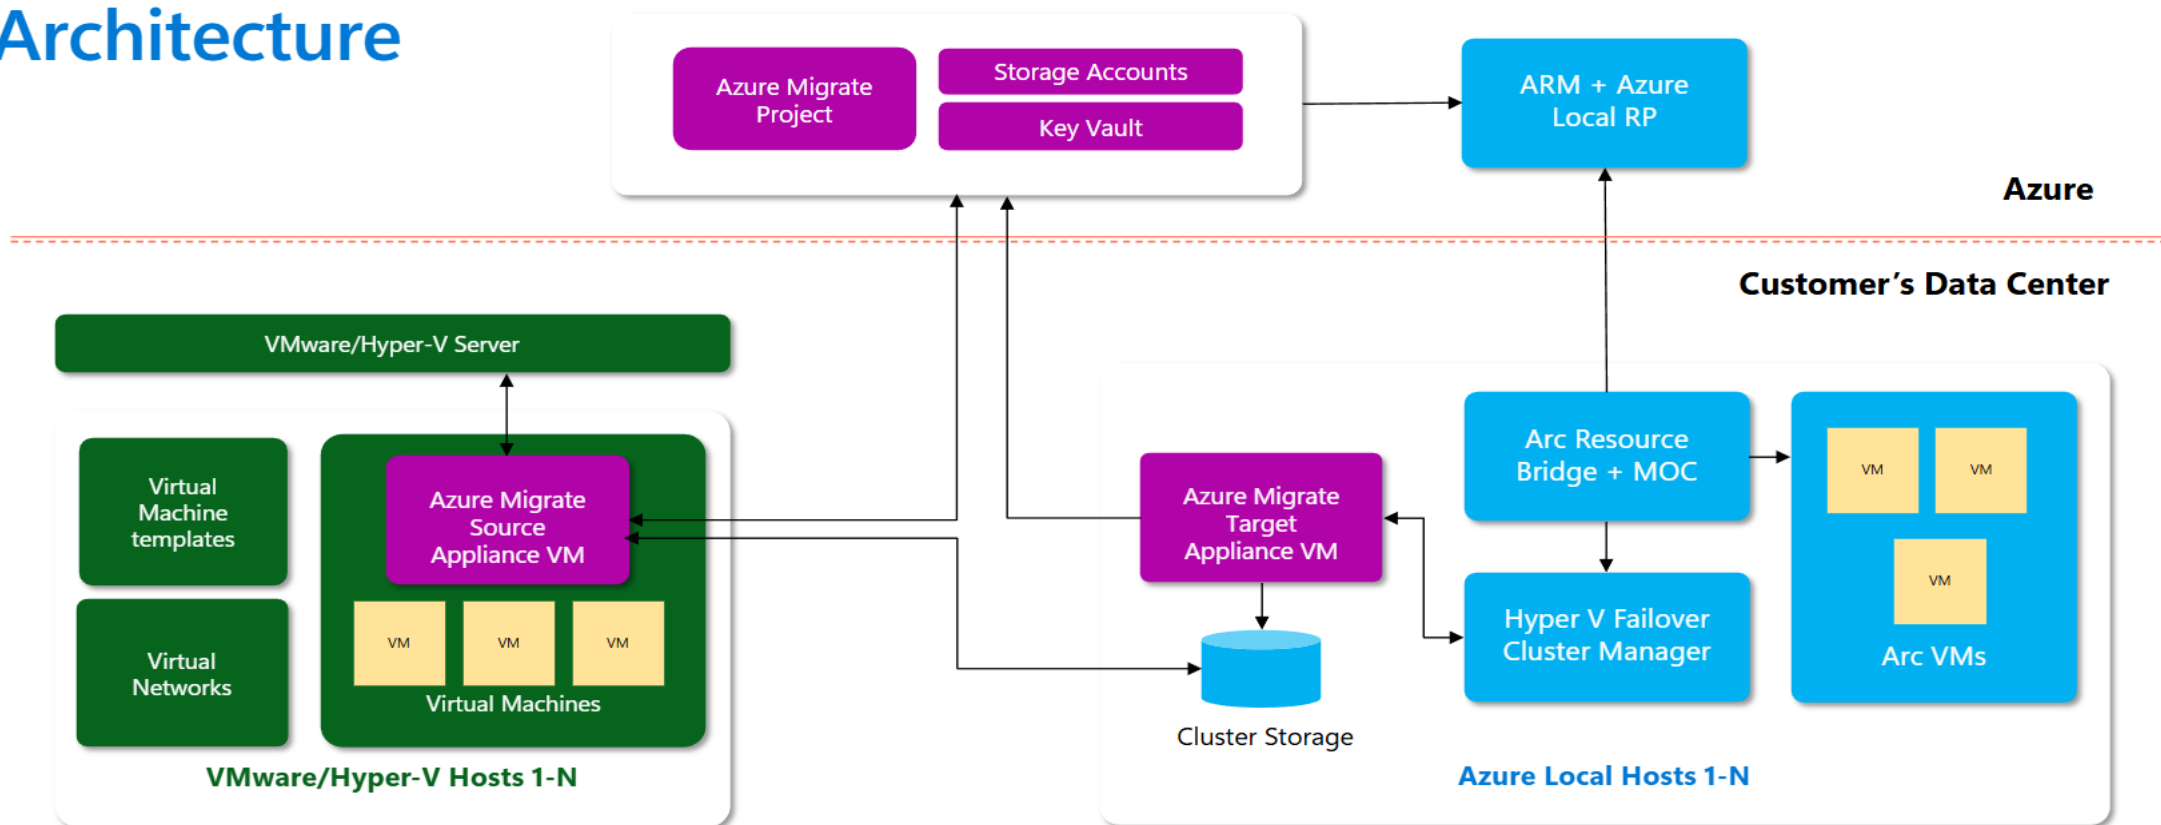 Architecture
Azure Migrate
Project
Storage Accounts
Key Vault
ARM + Azure
Local RP
Azure
Customer’s Data Center
VMware/Hyper-V Server
Virtual
Machine
templates
Virtual
Networks
Azure Migrate
Source
Appliance VM
VM
VM
VM
Virtual Machines
VMware/Hyper-V Hosts 1-N
Azure Migrate
Target
Appliance VM
Cluster Storage
Arc Resource
Bridge + MOC
Hyper V Failover
Cluster Manager
VM
VM
VM
Arc VMs
Azure Local Hosts 1-N